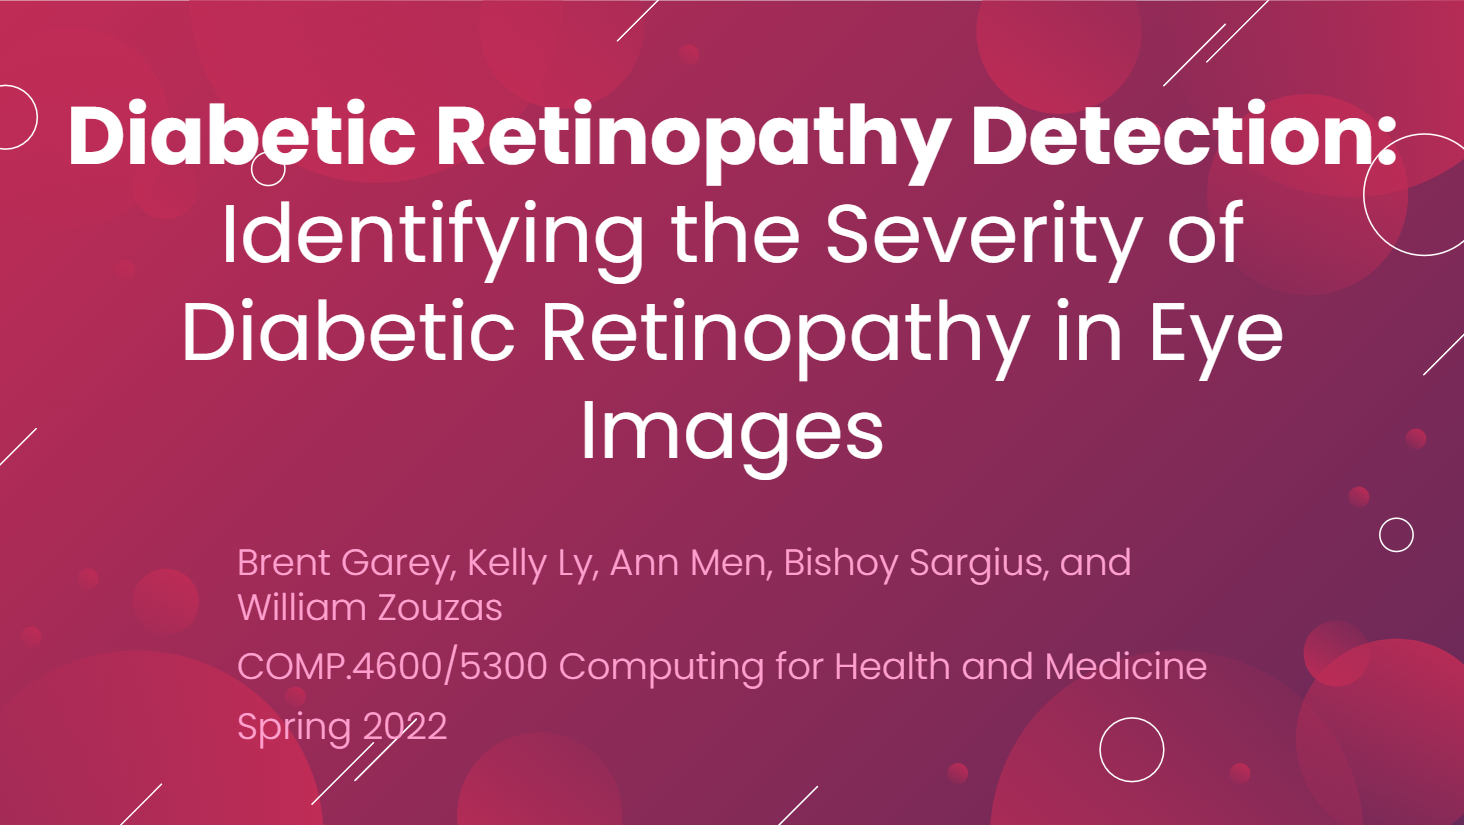 Diabetic Retinopathy Detection:
Identifying the Severity of
Diabetic Retinopathy in Eye
Images
Brent Garey, Kelly Ly, Ann Men, Bishoy Sargius, and
William Zouzas
COMP.4600/5300 Computing for Health and Medicine
Spring 2022